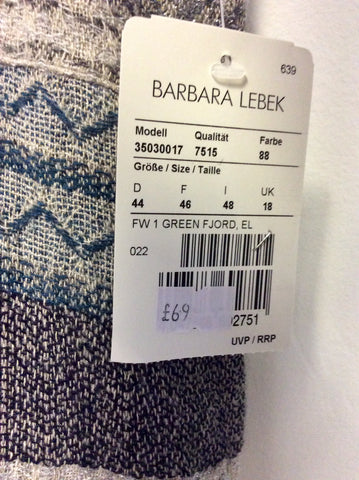 639
BARBARA LEBEK
Modell Qualität Farbe
35030017 7515 88
Größe / Size / Taille
D F I UK
44 46 48 18
FW 1 GREEN FJORD, EL
022
£69
2751
UVP / RRP